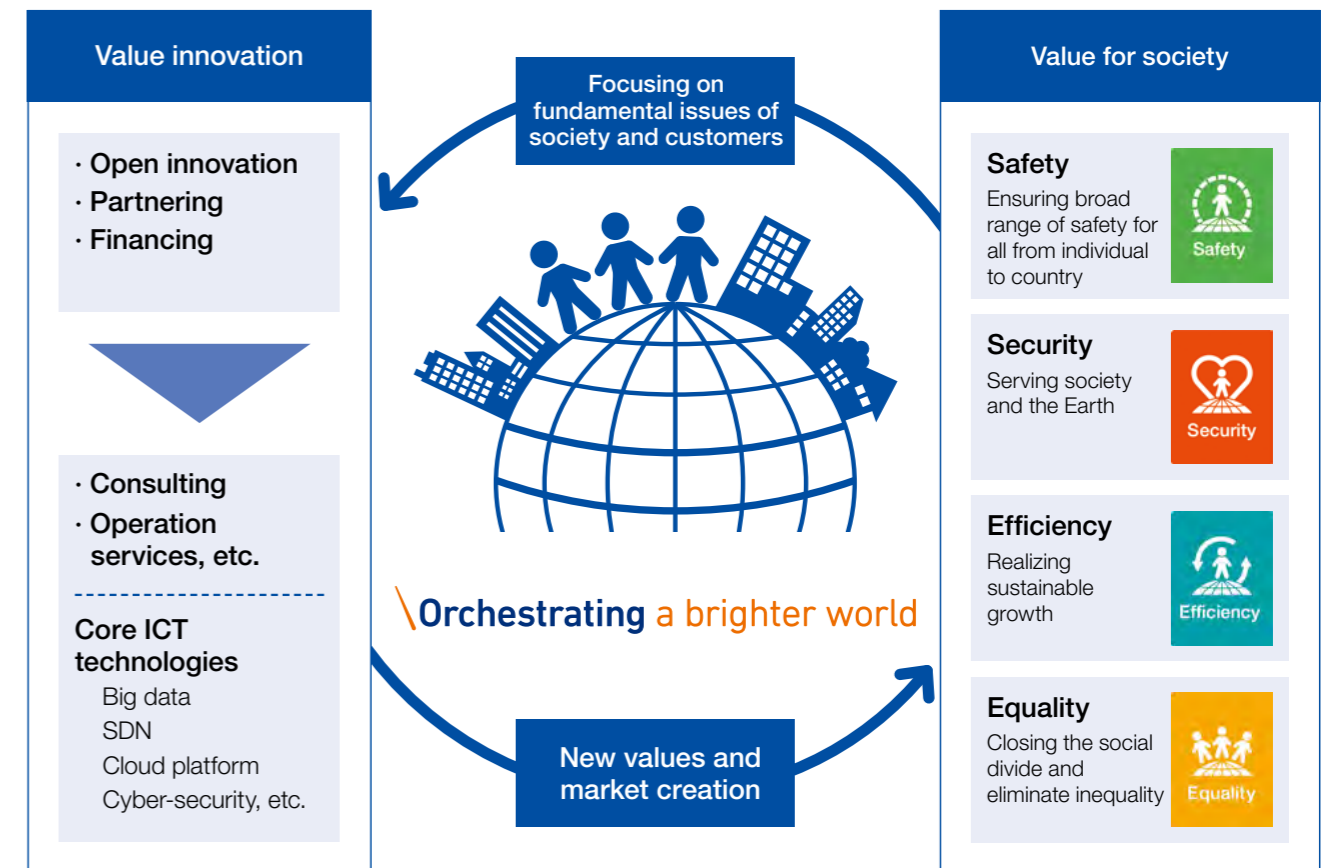 Value innovation
· Open innovation
· Partnering
· Financing
· Consulting
· Operation
services, etc.
Core ICT
technologies
Big data
SDN
Cloud platform
Cyber-security, etc.
Focusing on
fundamental issues of
society and customers
\Orchestrating a brighter world
New values and
market creation
Value for society
Safety
Ensuring broad
range of safety for
all from individual
to country
Safety
Security
Serving society
and the Earth
Security
Efficiency
Realizing
sustainable
growth
Efficiency
Equality
Closing the social
divide and
eliminate inequality
Equality